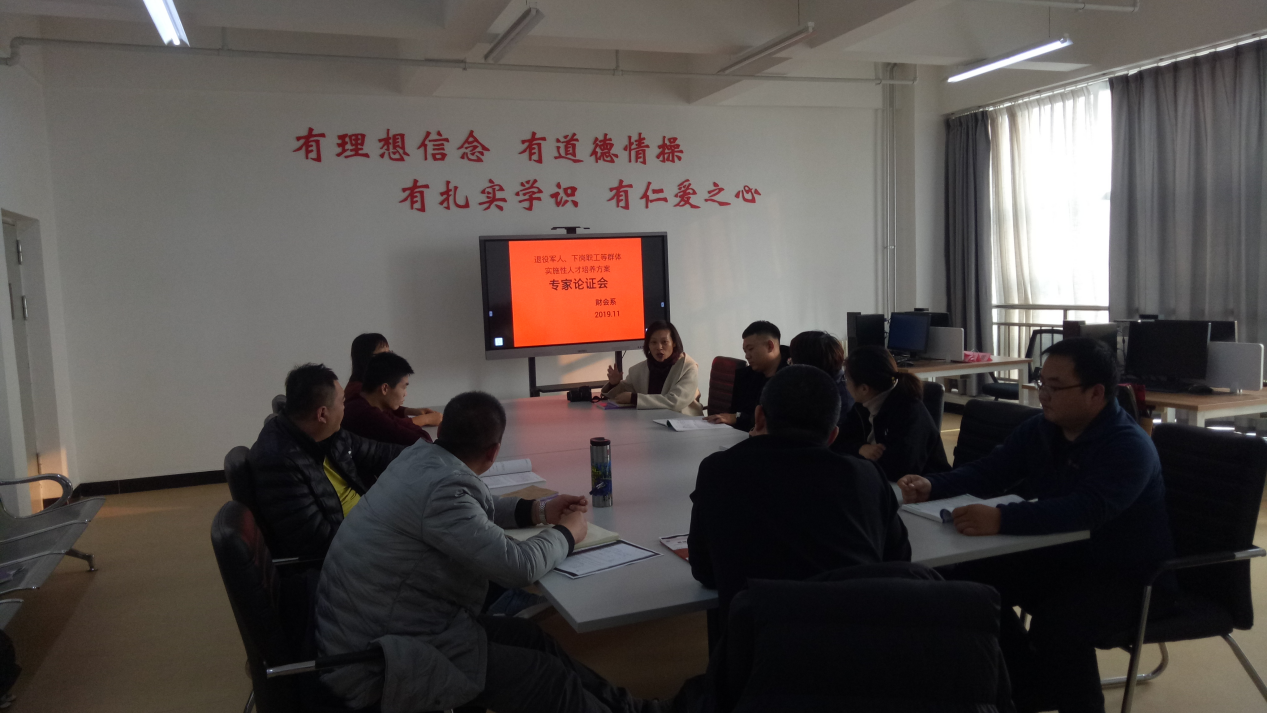 有理想信念 有道德情操
有扎实学识 有仁爱之心
退役军人、下岗职工等群体
实施性人才培养方案
专家论证会
财会系
2019.11